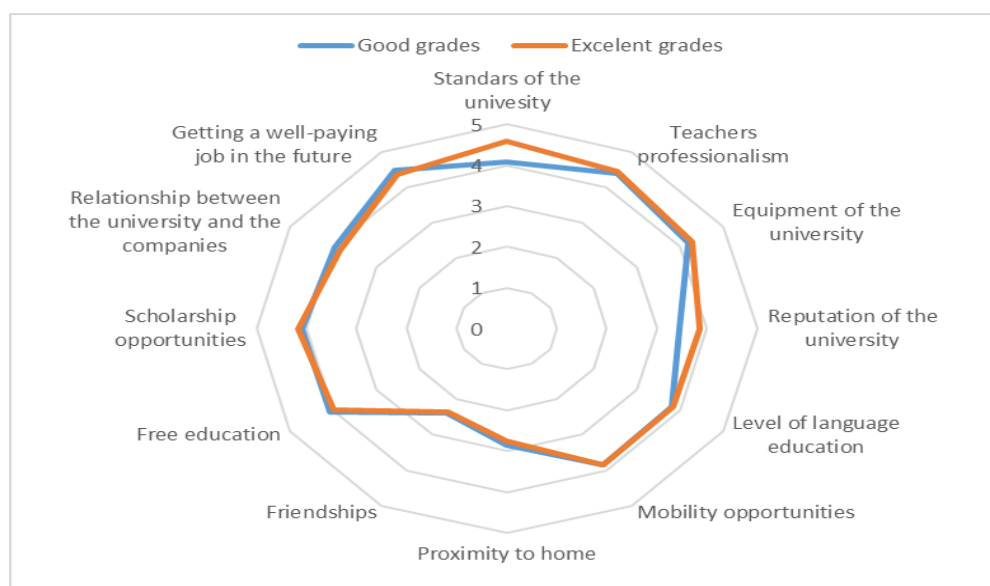 Good grades
Excelent grades
Standars of the
univesity
Teachers
professionalism
Equipment of the
university
Reputation of the
university
Level of language
education
Mobility opportunities
Proximity to home
Friendships
Free education
Scholarship
opportunities
Relationship between
the university and the
companies
Getting a well-paying
job in the future
5
4
3
2
1
0